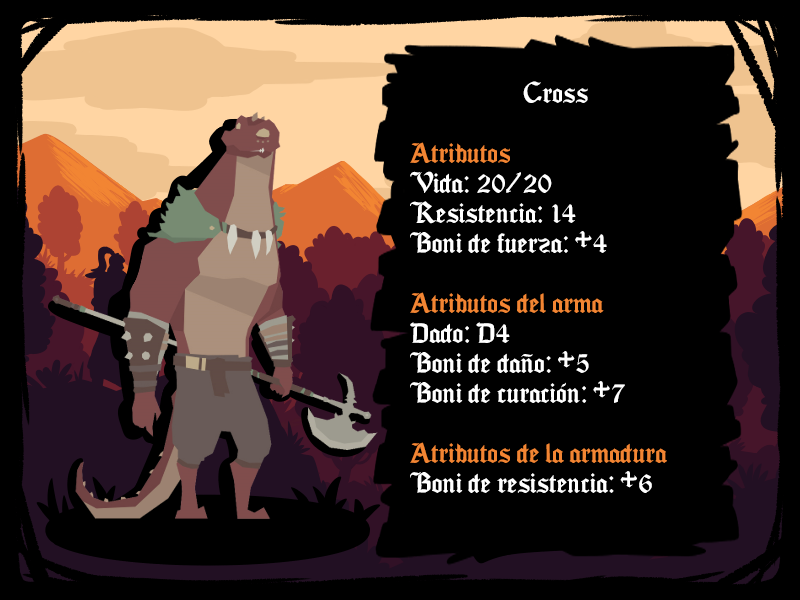 Cross
Atributos
Vida: 20/20
Resistencia: 14
Boni de fuerza: +4
Atributos del arma
Dado: D4
Boni de daño: +5
Boni de curación: +7
Atributos de la armadura
Boni de resistencia: +6